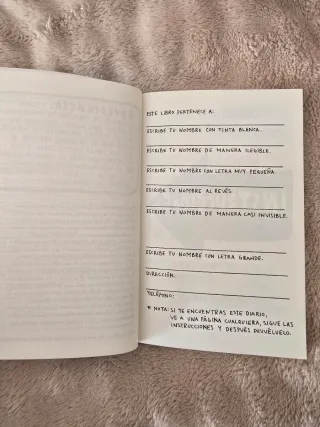 ESTE LIBRO PERTENECE A:
ESCRIBE TU NOMBRE CON TINTA BLANCA.
ESCRIBE TU NOMBRE DE MANERA ILEGIBLE.
ESCRIBE TU NOMBRE CON LETRA MUY PEQUEÑA.
ESCRIBE TU NOMBRE AL REVÉS.
ESCRIBE TU NOMBRE DE MANERA CASI INVISIBLE.
ESCRIBE TU NOMBRE CON LETRA GRANDE.
DIRECCIÓN.
TELÉFONO:
* NOTA: SI TE ENCUENTRAS ESTE DIARIO,
VE A UNA PÁGINA CUALQUIERA, SIGUE LAS
INSTRUCCIONES Y DESPUÉS DEVUÉLVELO.